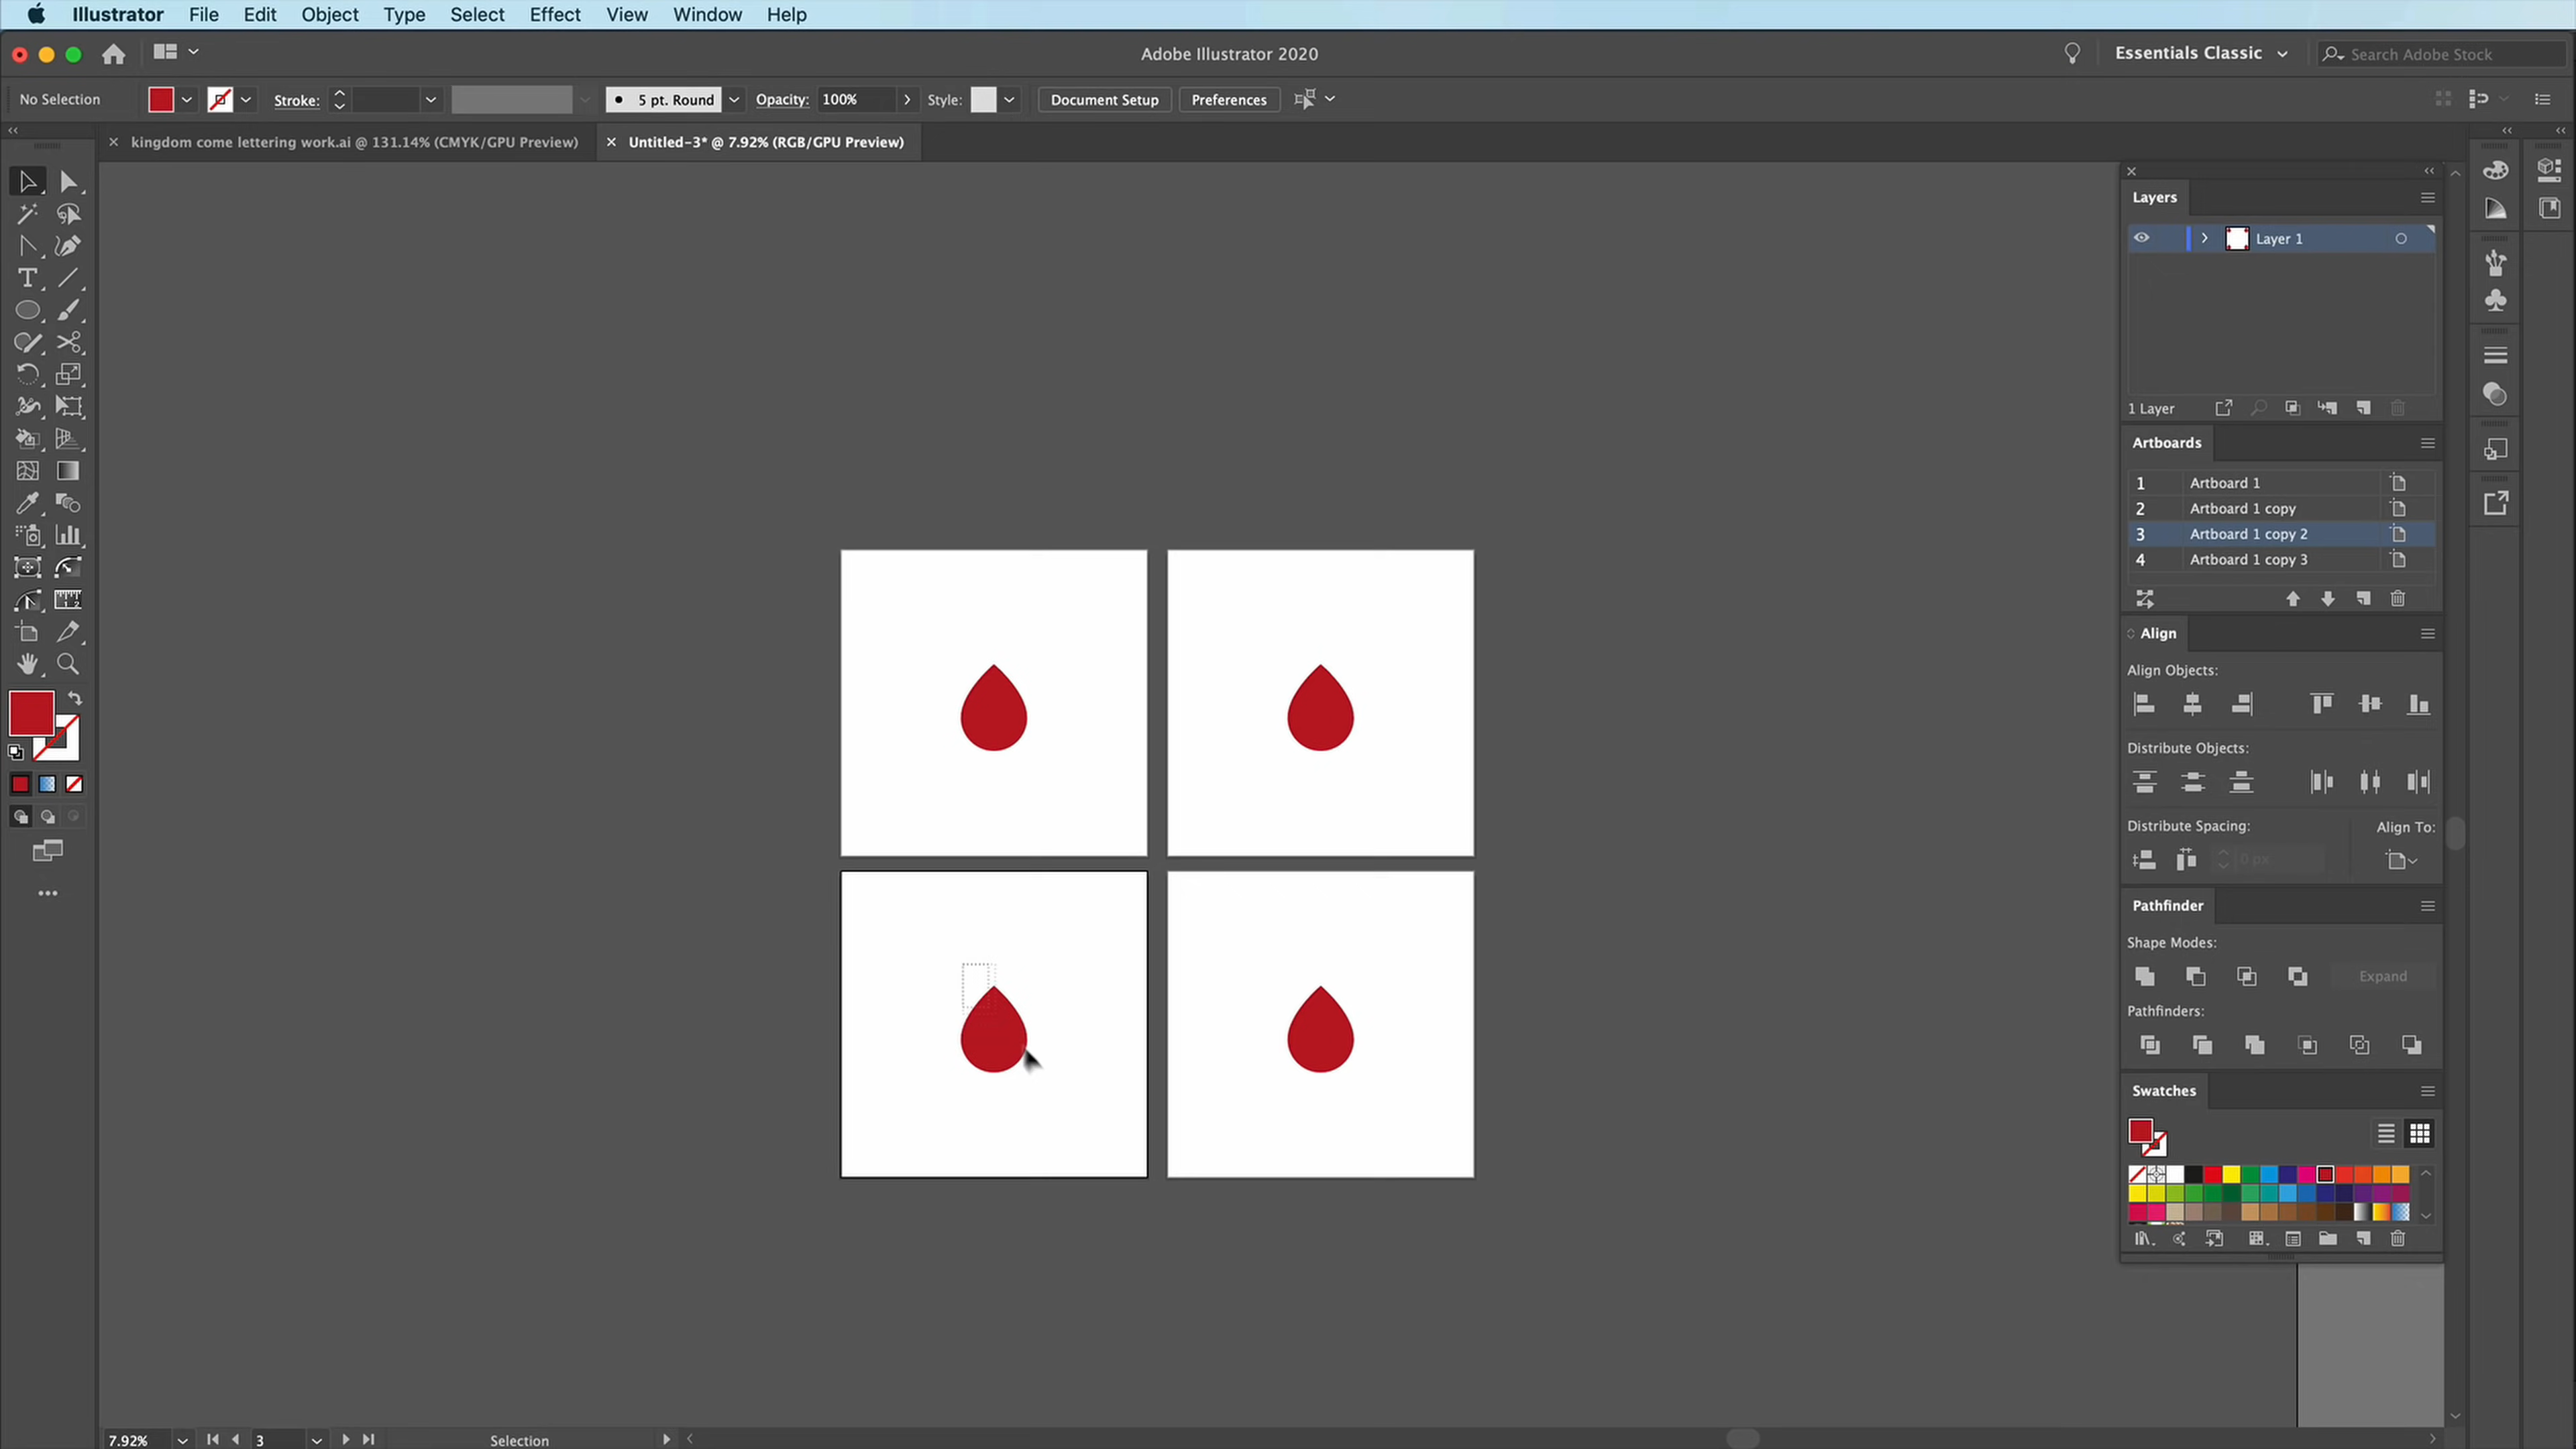 Illustrator File Edit Object Type Select Effect View Window Help
Adobe Illustrator 2020
Essentials Classic
Search Adobe Stock
No Selection
Stroke:
5 pt. Round
Opacity: 100%
Style:
Document Setup
Preferences
kingdom come lettering work.ai @ 131.14% (CMYK/GPU Preview)
Untitled-3* @ 7.92% (RGB/GPU Preview)
Layers
Layer 1
1 Layer
Artboards
1 Artboard 1
2 Artboard 1 copy
3 Artboard 1 copy 2
4 Artboard 1 copy 3
Align
Align Objects:
Distribute Objects:
Distribute Spacing:
Align To:
0 px
Pathfinder
Shape Modes:
Expand
Pathfinders:
Swatches
7.92%
3
Selection